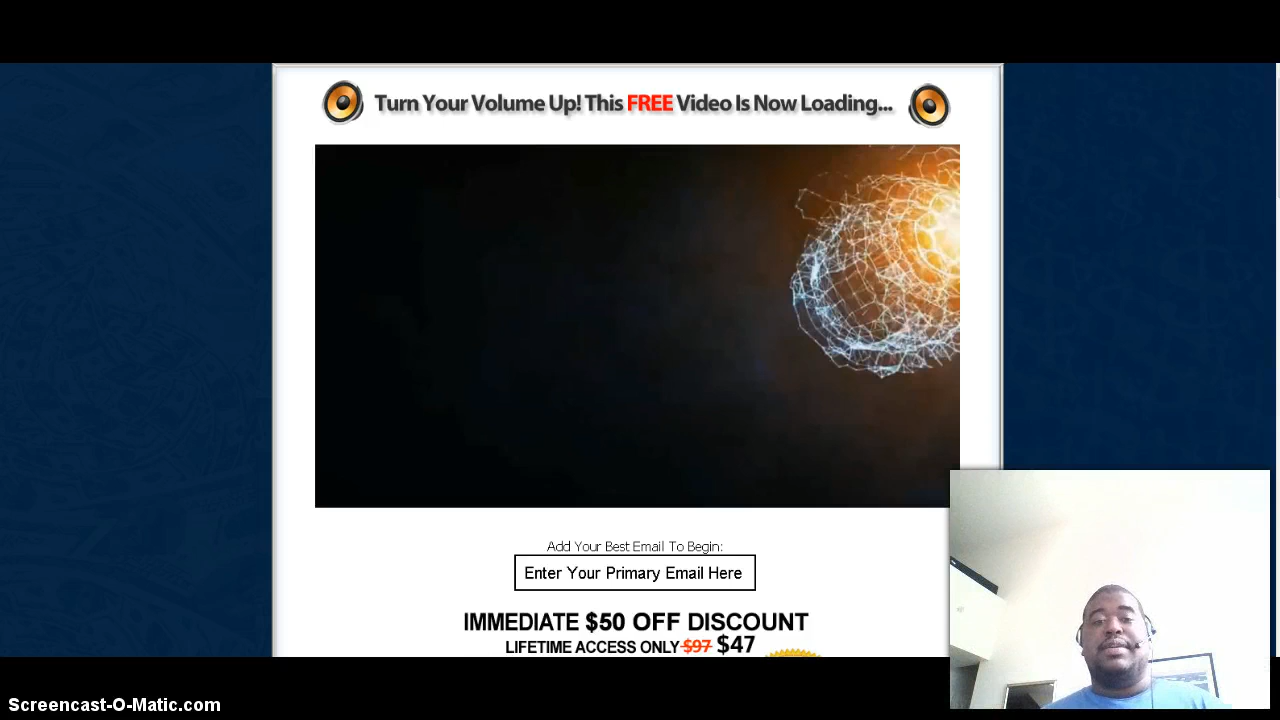 Turn Your Volume Up! This FREE Video Is Now Loading...
Add Your Best Email To Begin:
Enter Your Primary Email Here
IMMEDIATE $50 OFF DISCOUNT
LIFETIME ACCESS ONLY $97 $47
Screencast-O-Matic.com